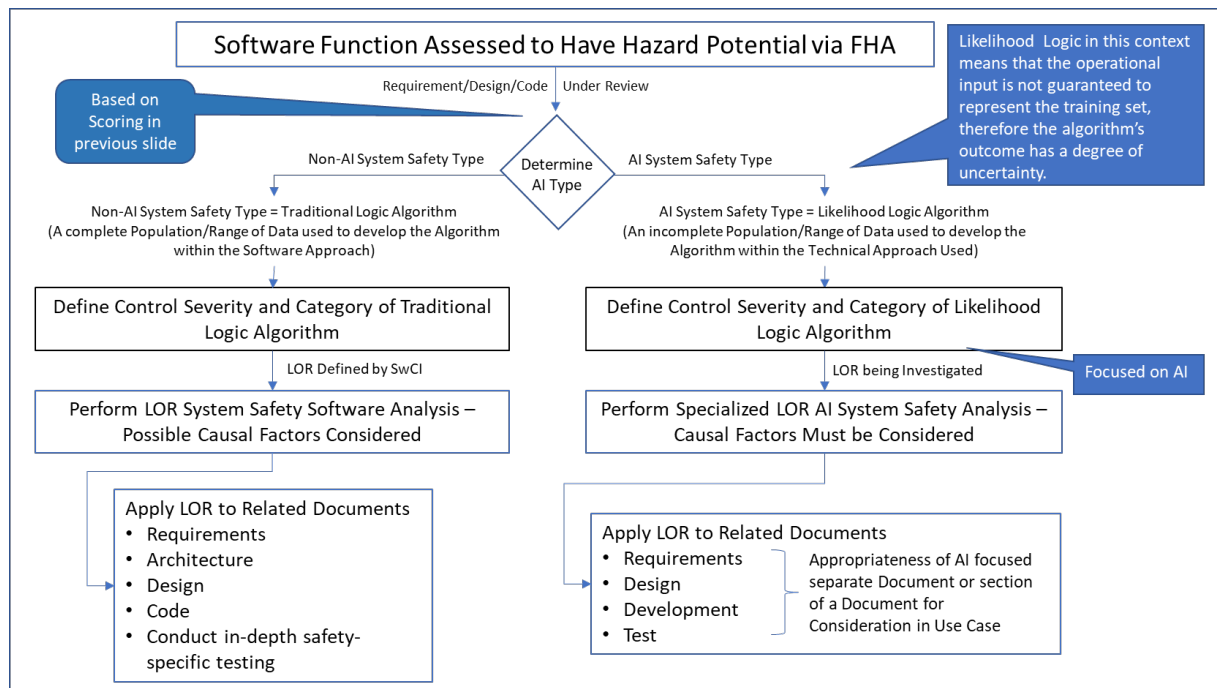 Software Function Assessed to Have Hazard Potential via FHA
Likelihood Logic in this context
means that the operational
input is not guaranteed to
represent the training set,
therefore the algorithm's
outcome has a degree of
uncertainty.
Based on
Scoring in
previous slide
Requirement/Design/Code
Under Review
Determine
AI Type
Non-AI System Safety Type
AI System Safety Type
Non-AI System Safety Type = Traditional Logic Algorithm
(A complete Population/Range of Data used to develop the Algorithm
within the Software Approach)
AI System Safety Type = Likelihood Logic Algorithm
(An incomplete Population/Range of Data used to develop the
Algorithm within the Technical Approach Used)
Define Control Severity and Category of Traditional
Logic Algorithm
Define Control Severity and Category of Likelihood
Logic Algorithm
LOR Defined by SwCI
LOR being Investigated
Focused on AI
Perform LOR System Safety Software Analysis –
Possible Causal Factors Considered
Perform Specialized LOR AI System Safety Analysis –
Causal Factors Must be Considered
Apply LOR to Related Documents
• Requirements
• Architecture
• Design
• Code
• Conduct in-depth safety-
specific testing
Apply LOR to Related Documents
• Requirements
• Design
• Development
• Test
Appropriateness of AI focused
separate Document or section
of a Document for
Consideration in Use Case